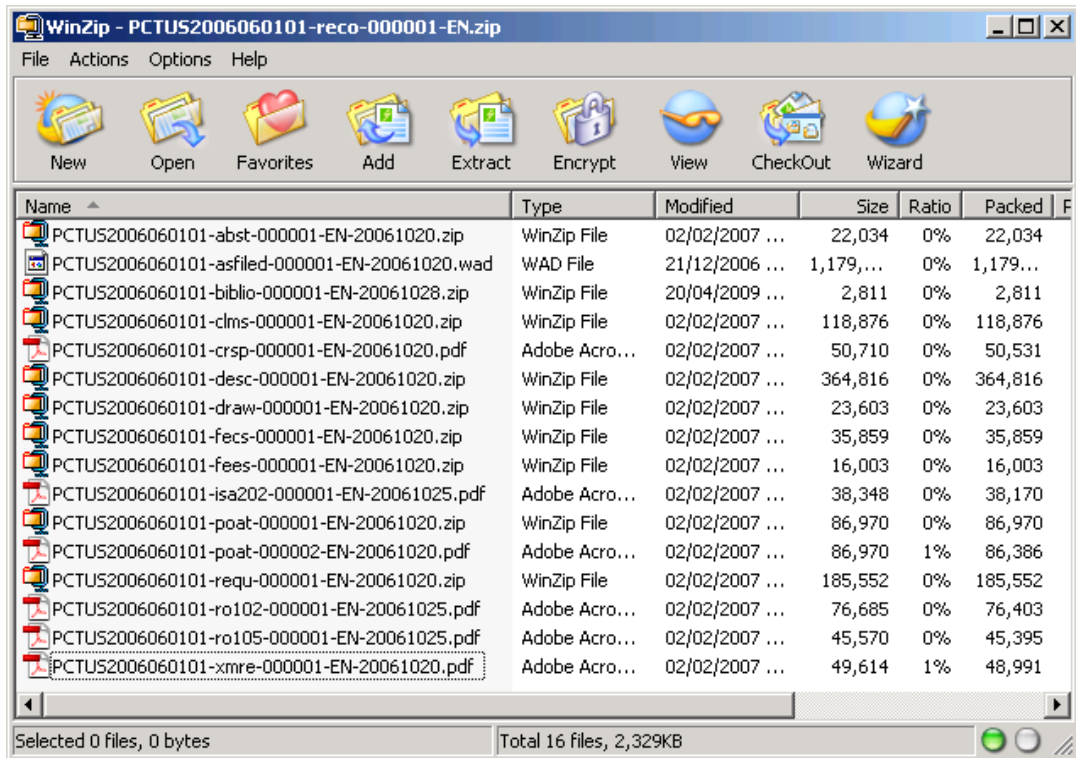 WinZip - PCTUS2006060101-reco-000001-EN.zip
File Actions Options Help
New Open Favorites Add Extract Encrypt View CheckOut Wizard
Name Type Modified Size Ratio Packed F
PCTUS2006060101-abst-000001-EN-20061020.zip WinZip File 02/02/2007 ... 22,034 0% 22,034
PCTUS2006060101-asfiled-000001-EN-20061020.wad WAD File 21/12/2006 ... 1,179,... 0% 1,179...
PCTUS2006060101-biblio-000001-EN-20061028.zip WinZip File 20/04/2009 ... 2,811 0% 2,811
PCTUS2006060101-clms-000001-EN-20061020.zip WinZip File 02/02/2007 ... 118,876 0% 118,876
PCTUS2006060101-crsp-000001-EN-20061020.pdf Adobe Acro... 02/02/2007 ... 50,710 0% 50,531
PCTUS2006060101-desc-000001-EN-20061020.zip WinZip File 02/02/2007 ... 364,816 0% 364,816
PCTUS2006060101-draw-000001-EN-20061020.zip WinZip File 02/02/2007 ... 23,603 0% 23,603
PCTUS2006060101-fecs-000001-EN-20061020.zip WinZip File 02/02/2007 ... 35,859 0% 35,859
PCTUS2006060101-fees-000001-EN-20061020.zip WinZip File 02/02/2007 ... 16,003 0% 16,003
PCTUS2006060101-isa202-000001-EN-20061025.pdf Adobe Acro... 02/02/2007 ... 38,348 0% 38,170
PCTUS2006060101-poat-000001-EN-20061020.zip WinZip File 02/02/2007 ... 86,970 0% 86,970
PCTUS2006060101-poat-000002-EN-20061020.pdf Adobe Acro... 02/02/2007 ... 86,970 1% 86,386
PCTUS2006060101-requ-000001-EN-20061020.zip WinZip File 02/02/2007 ... 185,552 0% 185,552
PCTUS2006060101-ro102-000001-EN-20061025.pdf Adobe Acro... 02/02/2007 ... 76,685 0% 76,403
PCTUS2006060101-ro105-000001-EN-20061025.pdf Adobe Acro... 02/02/2007 ... 45,570 0% 45,395
PCTUS2006060101-xmre-000001-EN-20061020.pdf Adobe Acro... 02/02/2007 ... 49,614 1% 48,991
Selected 0 files, 0 bytes Total 16 files, 2,329KB